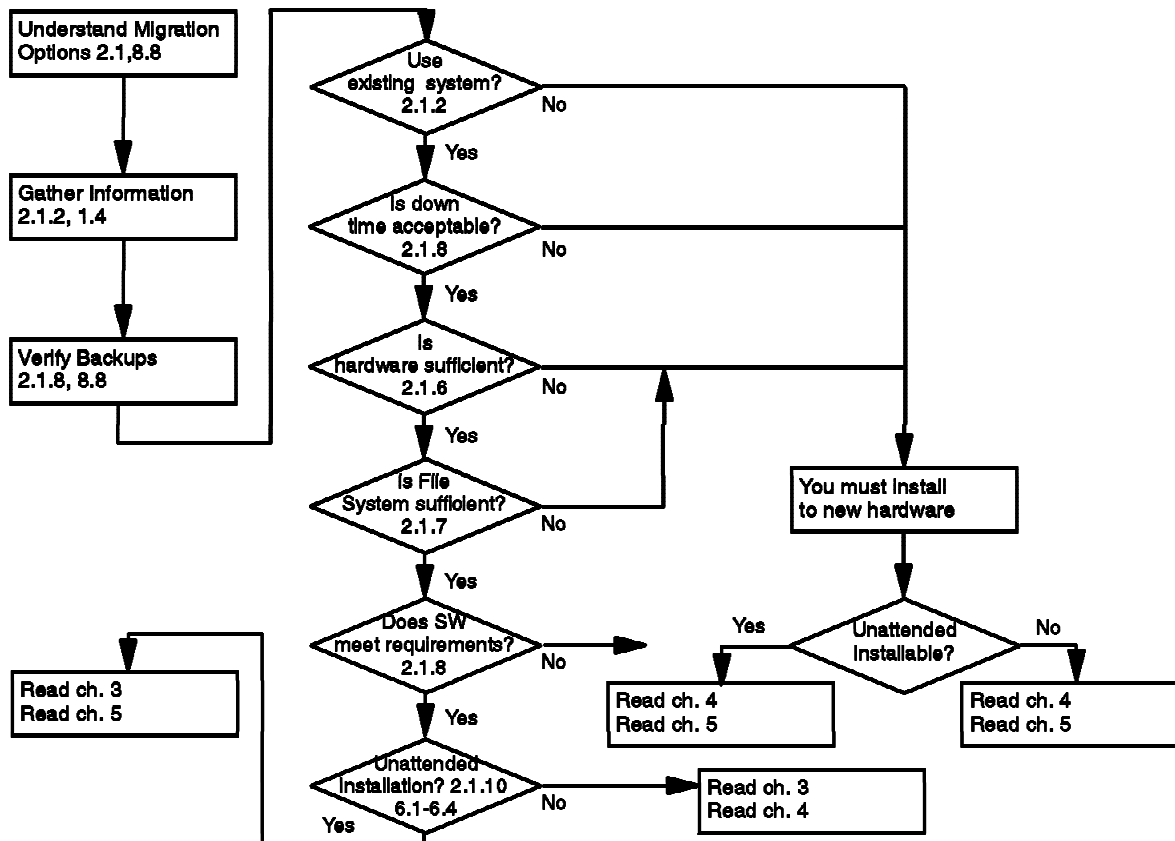 Understand Migration
Options 2.1,8.8
Gather Information
2.1.2, 1.4
Verify Backups
2.1.8, 8.8
Use
existing system?
2.1.2
No
Yes
Is down
time acceptable?
2.1.8
No
Yes
Is
hardware sufficient?
2.1.6
No
Yes
Is File
System sufficient?
2.1.7
No
Yes
Does SW
meet requirements?
2.1.8
No
Yes
Unattended
Installation? 2.1.10
6.1-6.4
No
Yes
Read ch. 3
Read ch. 5
Read ch. 3
Read ch. 4
You must install
to new hardware
Unattended
Installable?
Yes
No
Read ch. 4
Read ch. 5
Read ch. 4
Read ch. 5